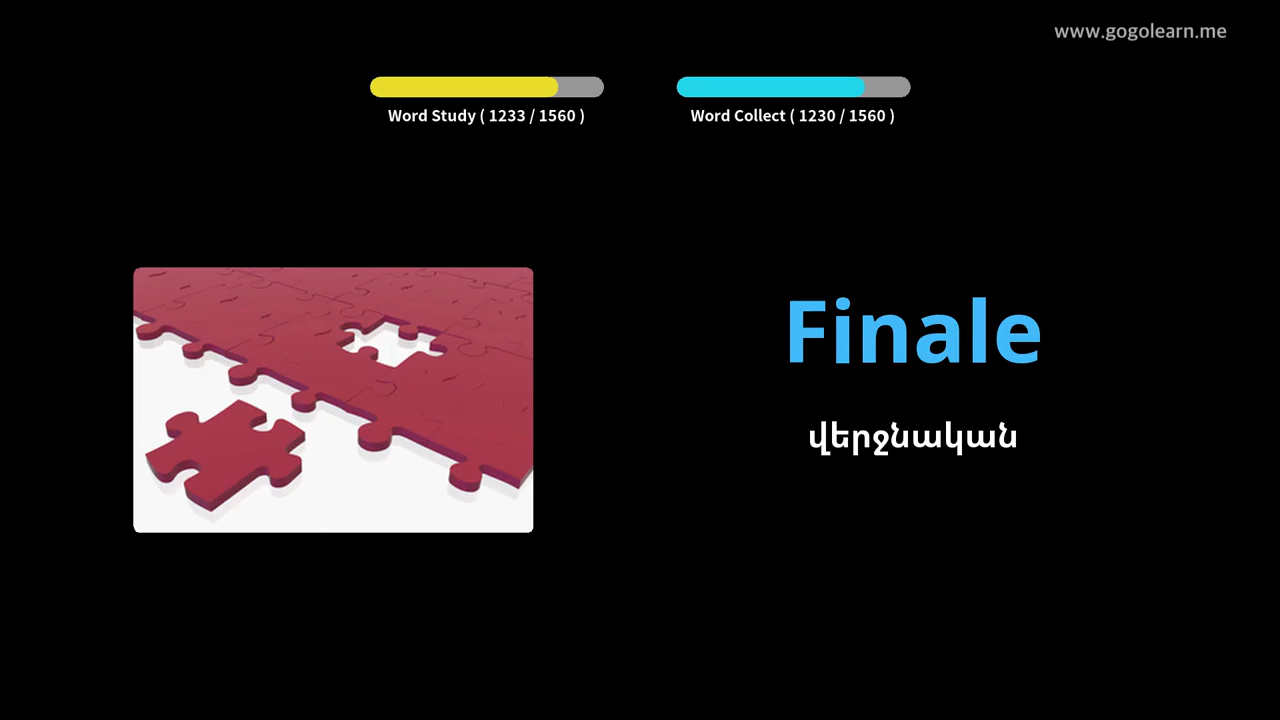 www.gogolearn.me
Word Study ( 1233 / 1560 )
Word Collect ( 1230 / 1560 )
Finale
վերջնական